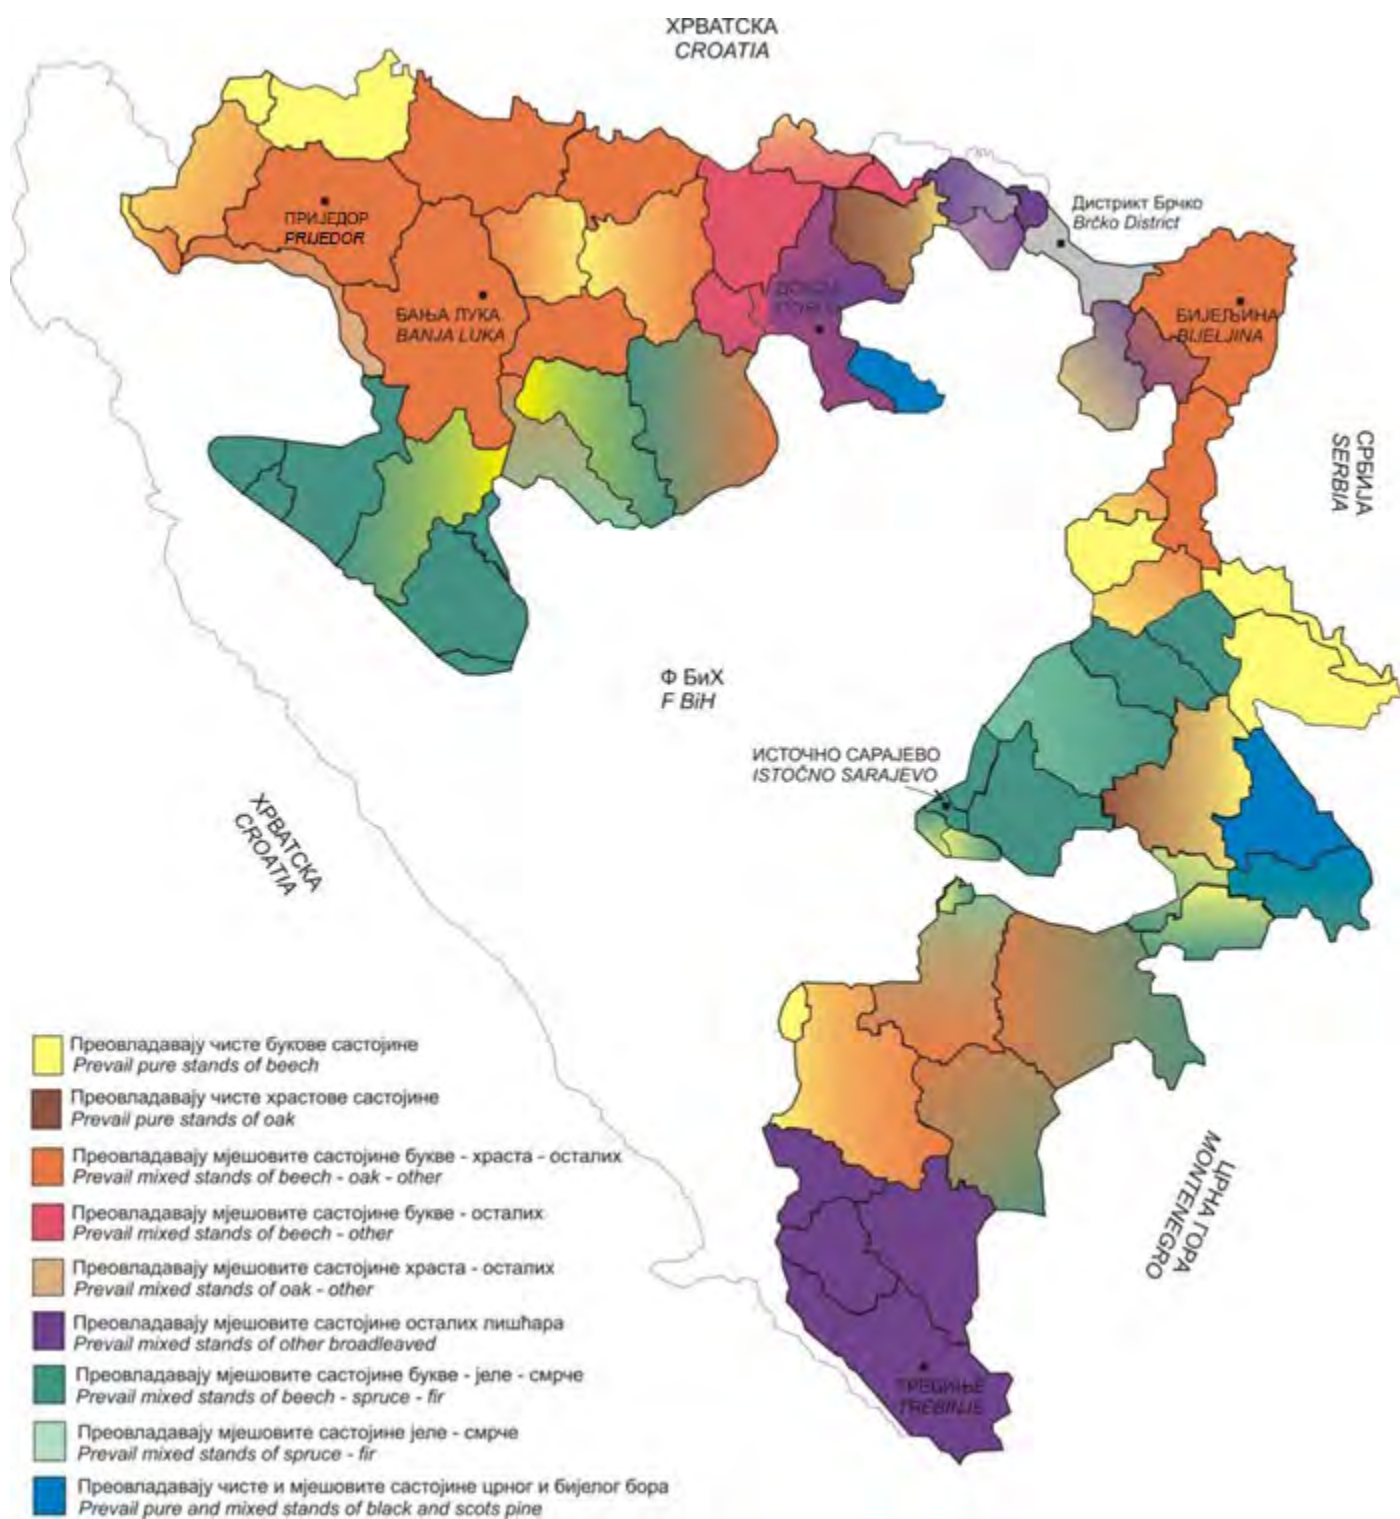 ХРВАТСКА
CROATIA
Дистрикт Брчко
Brčko District
ПРИЈЕДОР
PRIJEDOR
БАЊА ЛУКА
BANJA LUKA
БИЈЕЉИНА
BIJELJINA
СРБИЈА
SERBIA
Ф БиХ
F BiH
ИСТОЧНО САРАЈЕВО
ISTOČNO SARAJEVO
ХРВАТСКА
CROATIA
ЦРНА ГОРА
MONTENEGRO
ТРЕБИЊЕ
TREBINJE
Преовладавају чисте букове састојине
Prevail pure stands of beech
Преовладавају чисте храстове састојине
Prevail pure stands of oak
Преовладавају мјешовите састојине букве - храста - осталих
Prevail mixed stands of beech - oak - other
Преовладавају мјешовите састојине букве - осталих
Prevail mixed stands of beech - other
Преовладавају мјешовите састојине храста - осталих
Prevail mixed stands of oak - other
Преовладавају мјешовите састојине осталих лишћара
Prevail mixed stands of other broadleaved
Преовладавају мјешовите састојине букве - јеле - смрче
Prevail mixed stands of beech - spruce - fir
Преовладавају мјешовите састојине јеле - смрче
Prevail mixed stands of spruce - fir
Преовладавају чисте и мјешовите састојине црног и бијелог бора
Prevail pure and mixed stands of black and scots pine